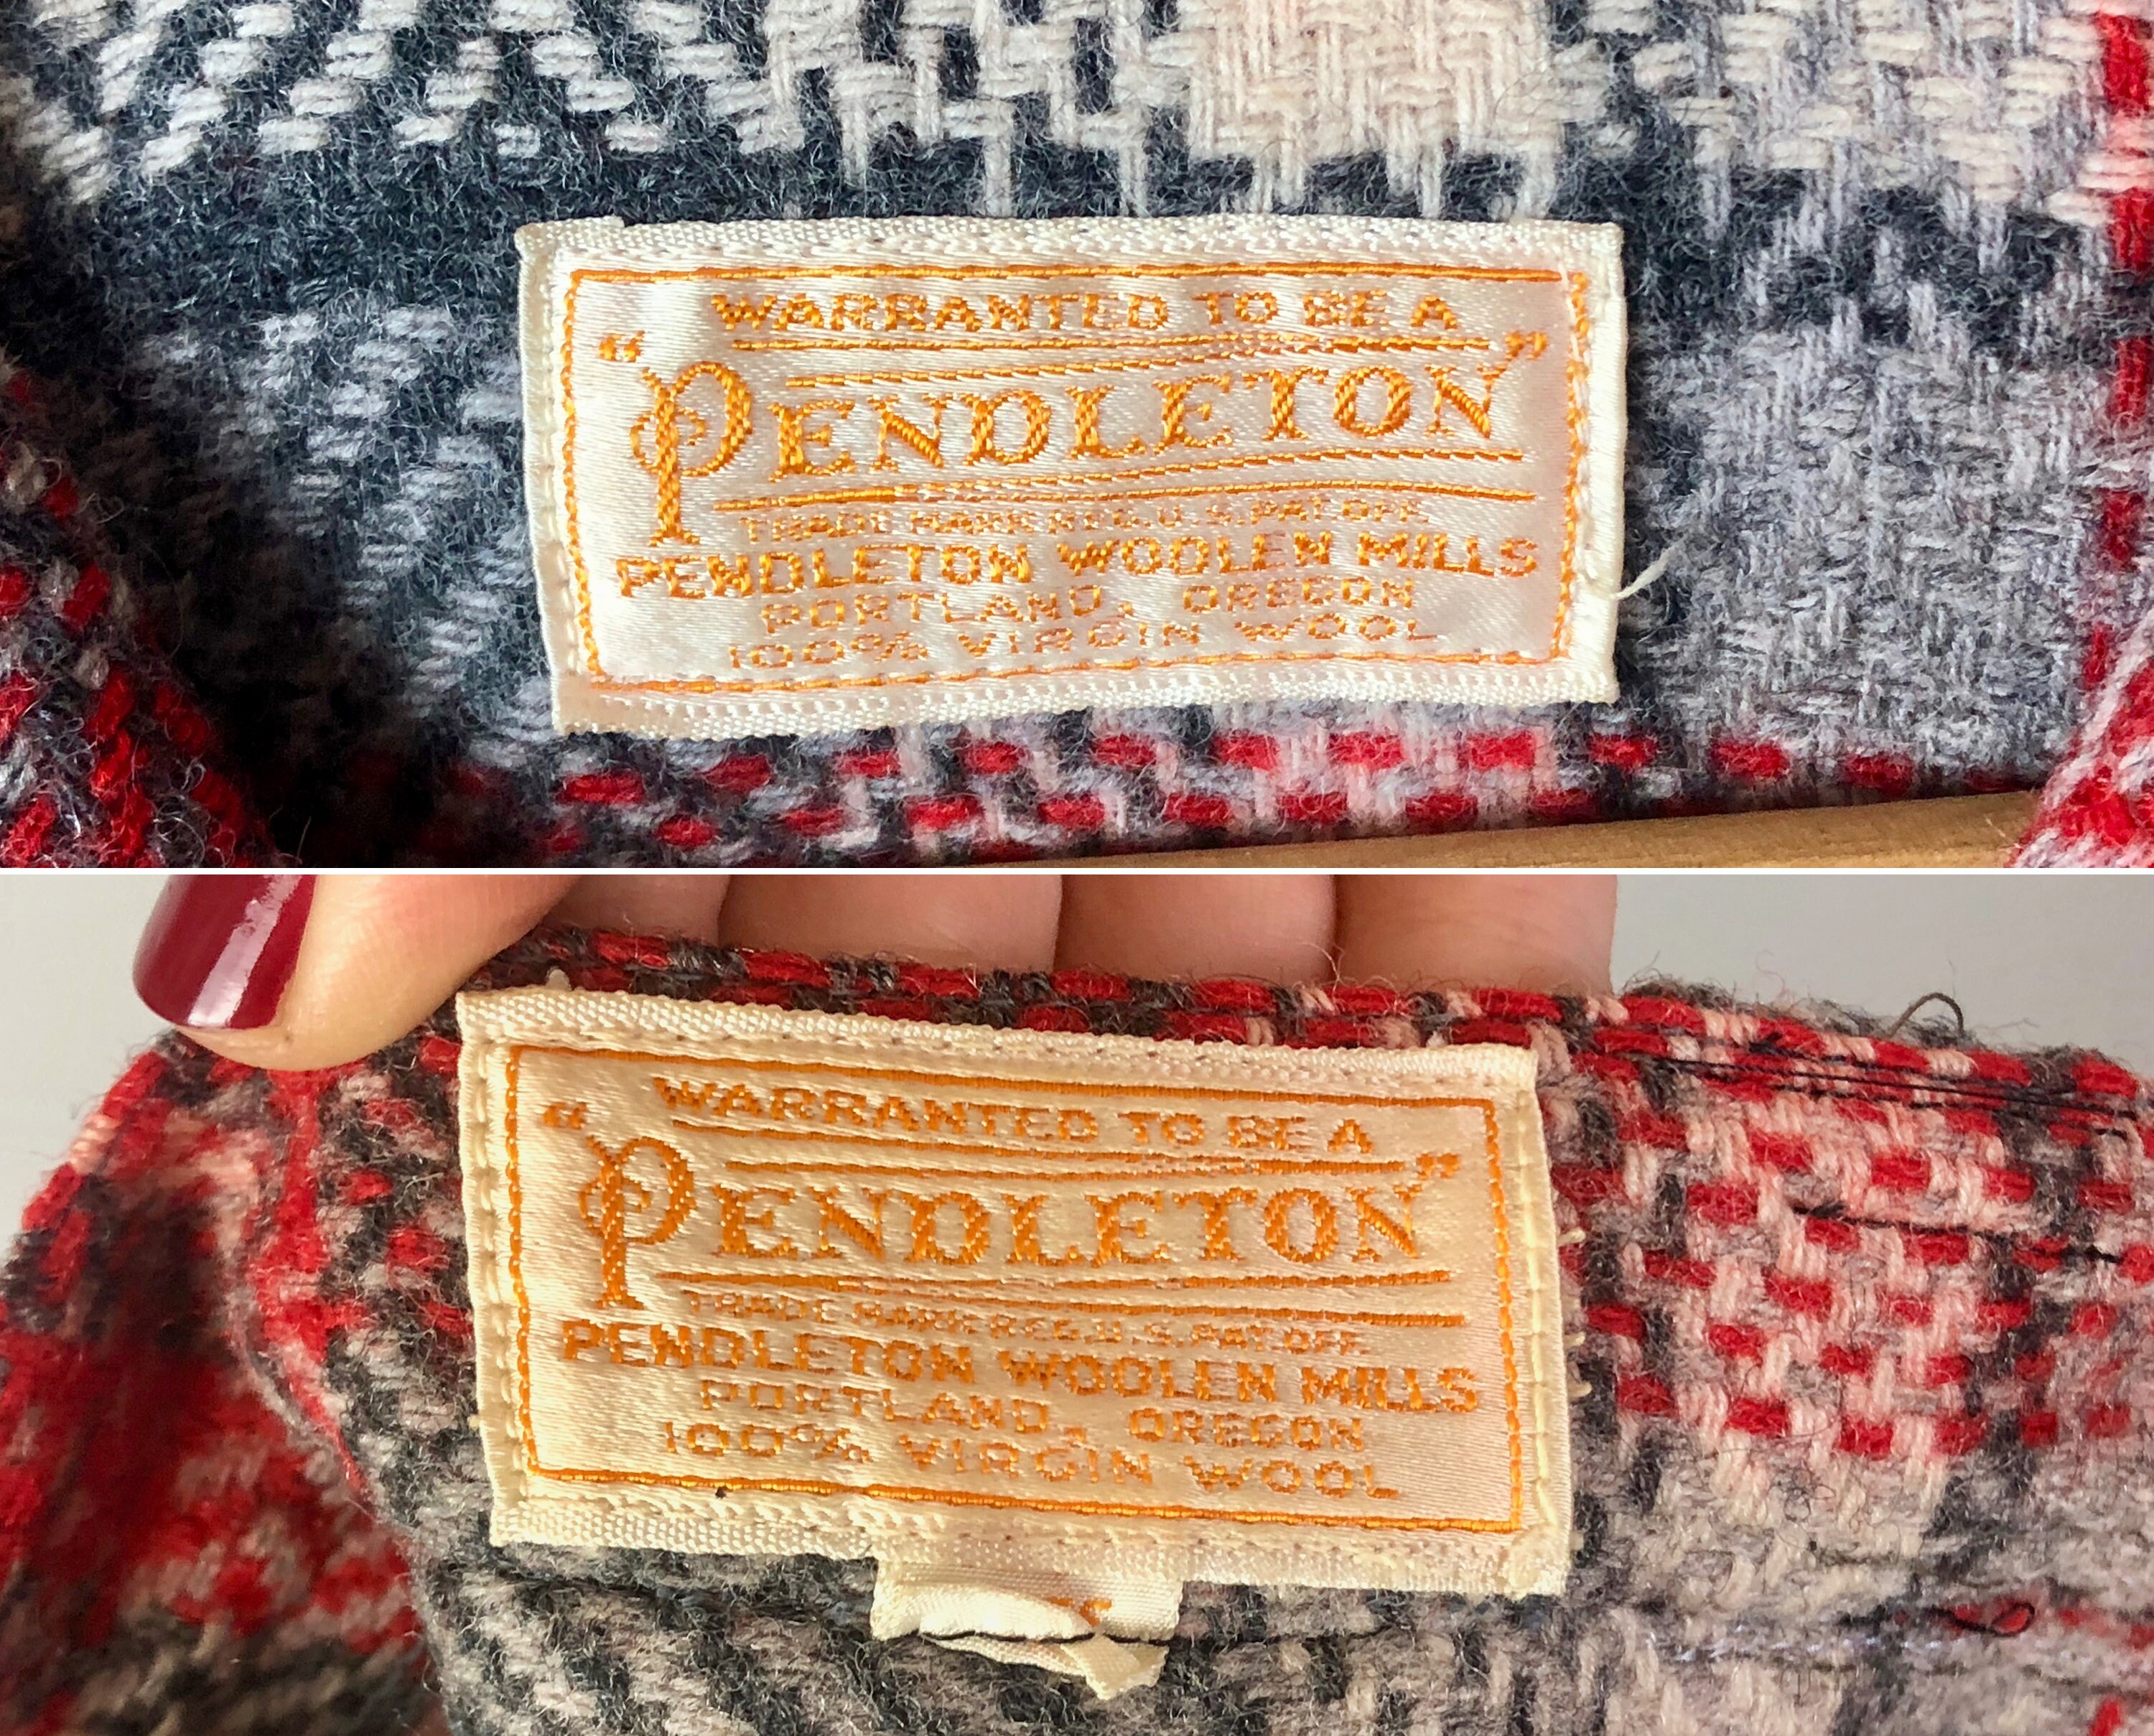 WARRANTED TO BE A
"PENDLETON"
TRADE MARK REG. U.S. PAT. OFF.
PENDLETON WOOLEN MILLS
PORTLAND, OREGON
100% VIRGIN WOOL
WARRANTED TO BE A
"PENDLETON"
TRADE MARK REG. U.S. PAT. OFF.
PENDLETON WOOLEN MILLS
PORTLAND, OREGON
100% VIRGIN WOOL